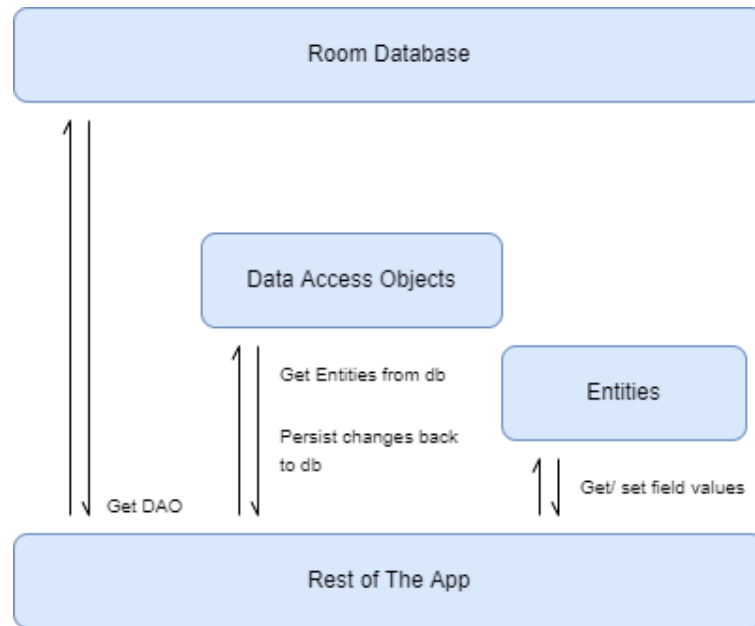 Room Database
Data Access Objects
Get Entities from db
Entities
Persist changes back
to db
Get/ set field values
Get DAO
Rest of The App